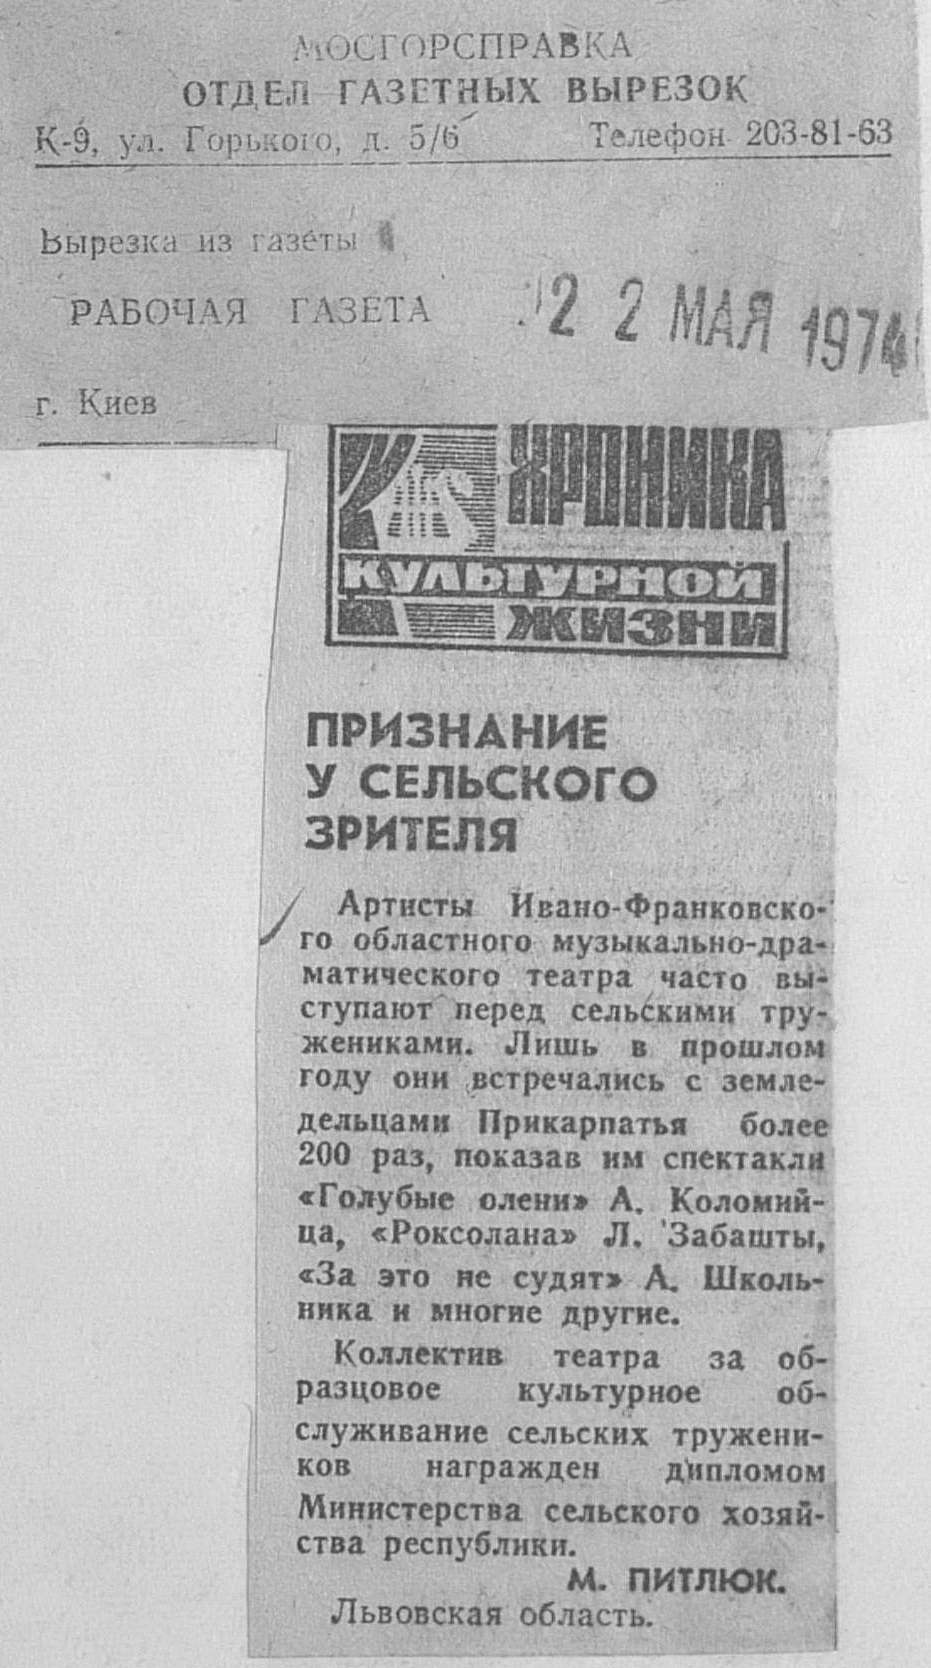 МОСГОРСПРАВКА
ОТДЕЛ ГАЗЕТНЫХ ВЫРЕЗОК
К-9, ул. Горького, д. 5/6 Телефон 203-81-63
Вырезка из газеты
РАБОЧАЯ ГАЗЕТА 22 МАЯ 1974
г. Киев
ХРОНИКА
КУЛЬТУРНОЙ
ЖИЗНИ
ПРИЗНАНИЕ
У СЕЛЬСКОГО
ЗРИТЕЛЯ
Артисты Ивано-Франковско-
го областного музыкально-дра-
матического театра часто вы-
ступают перед сельскими тру-
жениками. Лишь в прошлом
году они встречались с земле-
дельцами Прикарпатья более
200 раз, показав им спектакли
«Голубые олени» А. Коломий-
ца, «Роксолана» Л. Забашты,
«За это не судят» А. Школь-
ника и многие другие.
Коллектив театра за об-
разцовое культурное об-
служивание сельских тружени-
ков награжден дипломом
Министерства сельского хозяй-
ства республики.
М. ПИТЛЮК.
Львовская область.